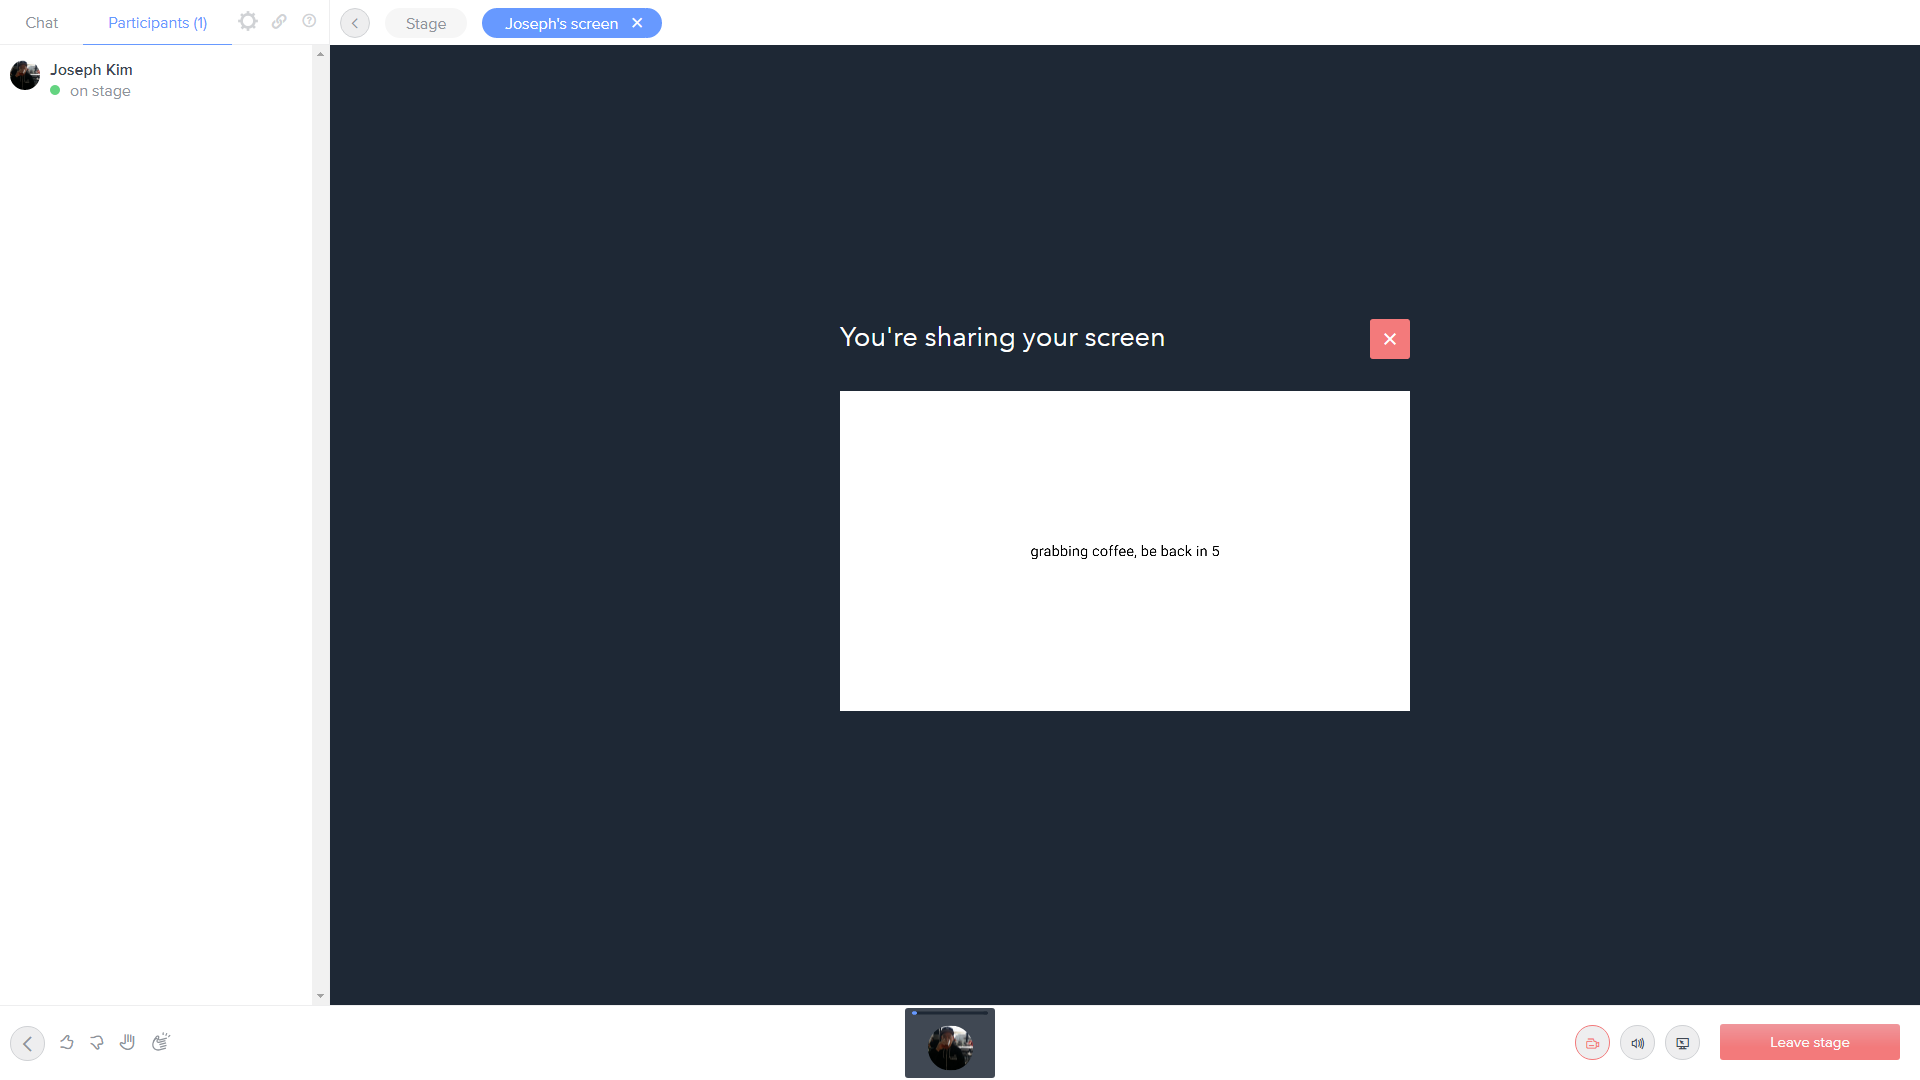 Chat
Participants (1)
Stage
Joseph's screen
Joseph Kim
on stage
You're sharing your screen
grabbing coffee, be back in 5
Leave stage